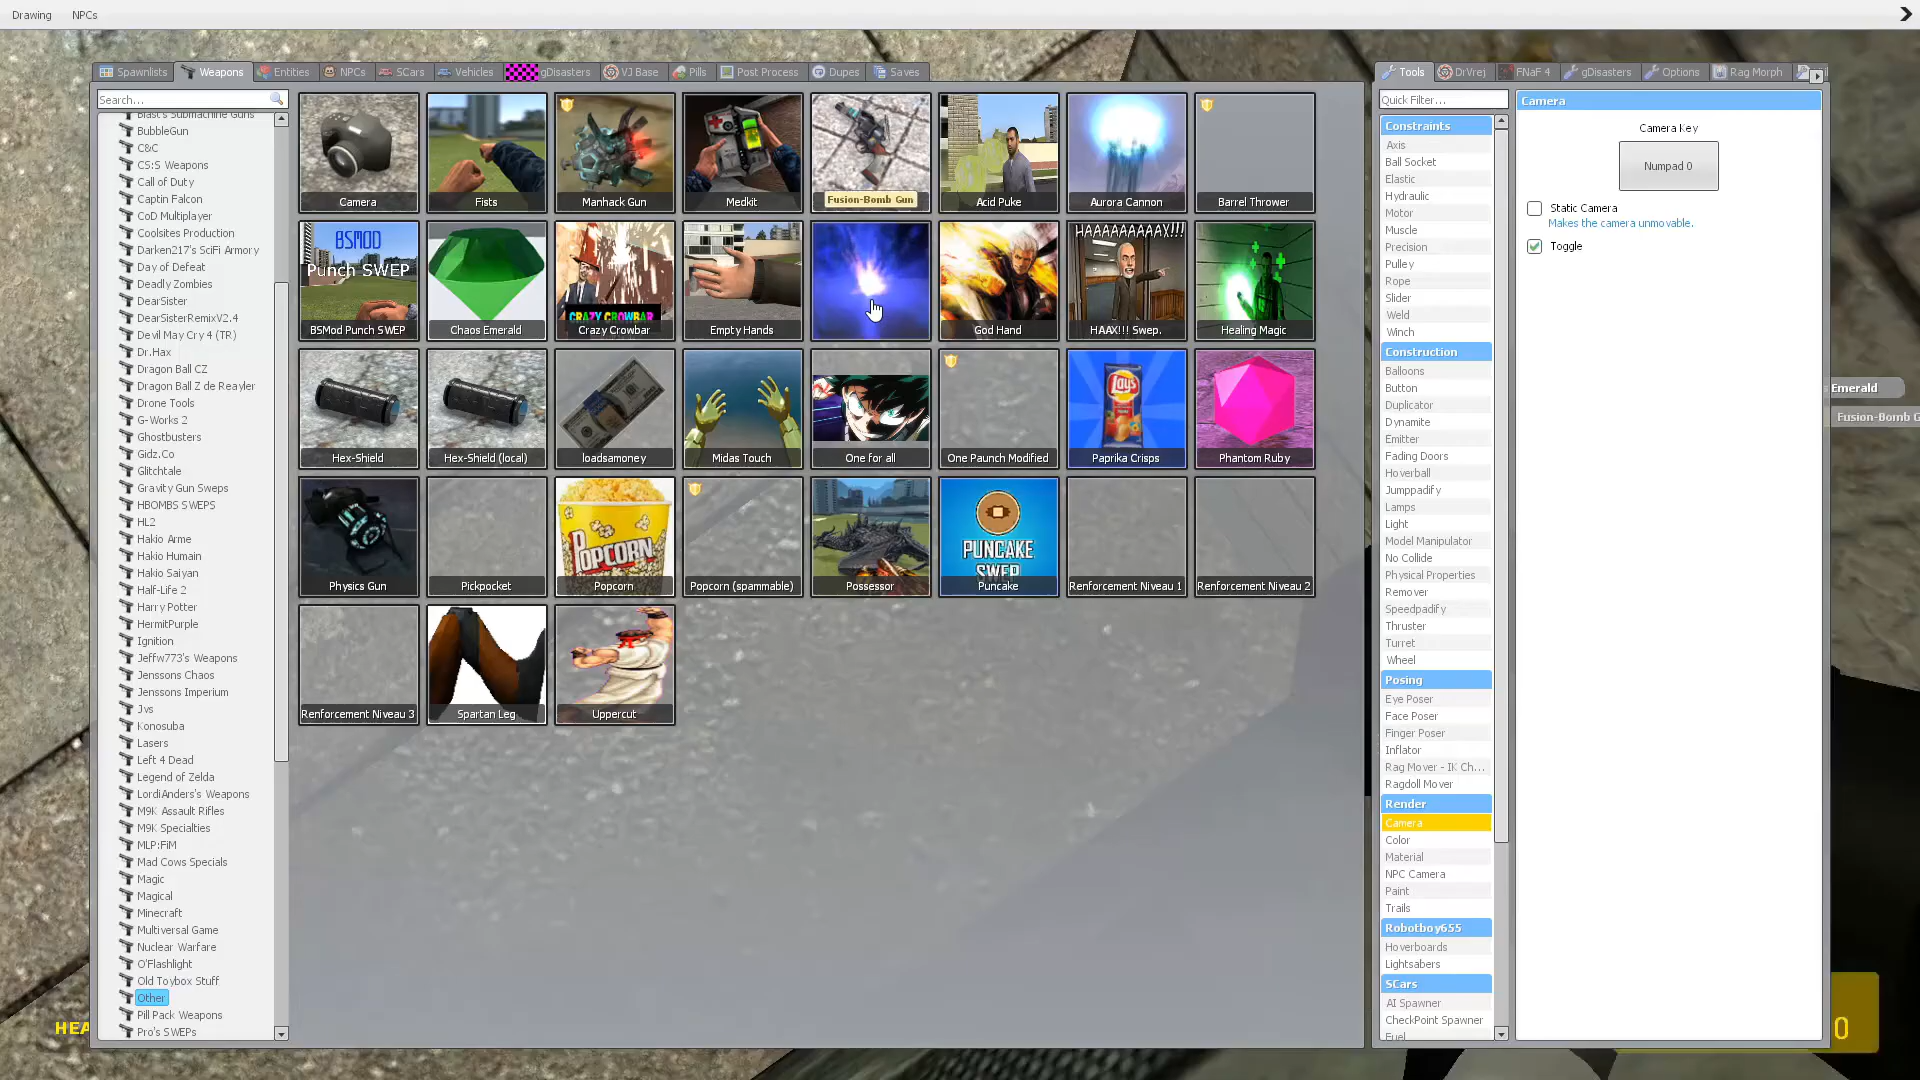 Drawing NPCs
Spawnlists Weapons Entities NPCs SCars Vehicles gDisasters VJ Base Pills Post Process Dupes Saves
Search...
Blast's Submachine Guns
BubbleGun
C&C
CS:S Weapons
Call of Duty
Captin Falcon
CoD Multiplayer
Coolsites Production
Darken217's SciFi Armory
Day of Defeat
Deadly Zombies
DearSister
DearSisterRemixV2.4
Devil May Cry 4 (TR)
Dr.Hax
Dragon Ball CZ
Dragon Ball Z de Reayler
Drone Tools
G-Works 2
Ghostbusters
Gidz.Co
Glitchtale
Gravity Gun Sweps
HBOMBS SWEPS
HL2
Hakio Arme
Hakio Humain
Hakio Saiyan
Half-Life 2
Harry Potter
HermitPurple
Ignition
Jeffw773's Weapons
Jenssons Chaos
Jenssons Imperium
Jvs
Konosuba
Lasers
Left 4 Dead
Legend of Zelda
LordiAnders's Weapons
M9K Assault Rifles
M9K Specialties
MLP:FiM
Mad Cows Specials
Magic
Magical
Minecraft
Multiversal Game
Nuclear Warfare
O'Flashlight
Old Toybox Stuff
Other
Pill Pack Weapons
Pro's SWEPs
Camera Fists Manhack Gun Medkit Fusion-Bomb Gun Acid Puke Aurora Cannon Barrel Thrower
BSMOD
Punch SWEP
HAAAAAAAAX!!!
CRAZY CROWBAR
BSMod Punch SWEP Chaos Emerald Crazy Crowbar Empty Hands God Hand HAAX!!! Swep. Healing Magic
Lay's
Hex-Shield Hex-Shield (local) loadsamoney Midas Touch One for all One Paunch Modified Paprika Crisps Phantom Ruby
POPCORN
PUNCAKE
SWEP
Physics Gun Pickpocket Popcorn Popcorn (spammable) Possessor Puncake Renforcement Niveau 1 Renforcement Niveau 2
Renforcement Niveau 3 Spartan Leg Uppercut
Tools DrVrej FNaF 4 gDisasters Options Rag Morph
Quick Filter...
Constraints
Axis
Ball Socket
Elastic
Hydraulic
Motor
Muscle
Precision
Pulley
Rope
Slider
Weld
Winch
Construction
Balloons
Button
Duplicator
Dynamite
Emitter
Fading Doors
Hoverball
Jumppadify
Lamps
Light
Model Manipulator
No Collide
Physical Properties
Remover
Speedpadify
Thruster
Turret
Wheel
Posing
Eye Poser
Face Poser
Finger Poser
Inflator
Rag Mover - IK Ch...
Ragdoll Mover
Render
Camera
Color
Material
NPC Camera
Paint
Trails
Robotboy655
Hoverboards
Lightsabers
SCars
AI Spawner
CheckPoint Spawner
Fuel
Camera
Camera Key
Numpad 0
Static Camera
Makes the camera unmovable.
Toggle
Emerald
Fusion-Bomb G
HEA
0